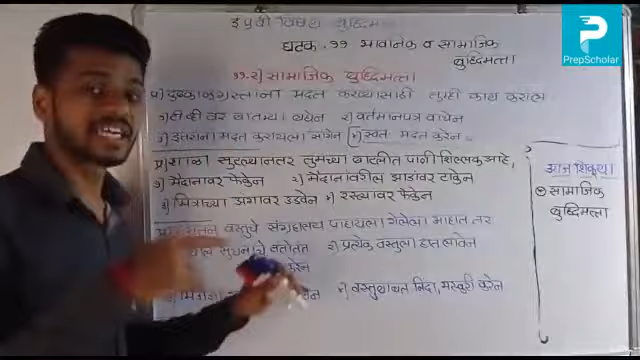 इ ५वी विषय बुद्धिमत्ता
घटक. ११ भावनिक व सामाजिक
बुद्धिमत्ता
११.२) सामाजिक बुद्धिमत्ता
प्र) दुष्काळग्रस्तांना मदत करण्यासाठी तुम्ही काय कराल
१) टी व्ही वर बातम्या बघेन २) वर्तमानपत्र वाचेन
३) इतरांना मदत करायला सांगेन ४) स्वतः मदत करेन
प्र) शाळा सुटल्यानंतर तुमच्या बाटलीत पाणी शिल्लक आहे,
१) मैदानावर फेकेन २) मैदानावरील झाडांवर टाकेन
३) मित्राच्या अंगावर उडवेन ४) रस्त्यावर फेकेन
वस्तुचे संग्रहालय पाहायला गेलेला आहात तर
२) प्रत्येक वस्तुला हात लावेन
करेन
४) वस्तुंबाबत निंदा, मस्करी करेन
आज शिकूया
सामाजिक
बुद्धिमत्ता
P
PrepScholar